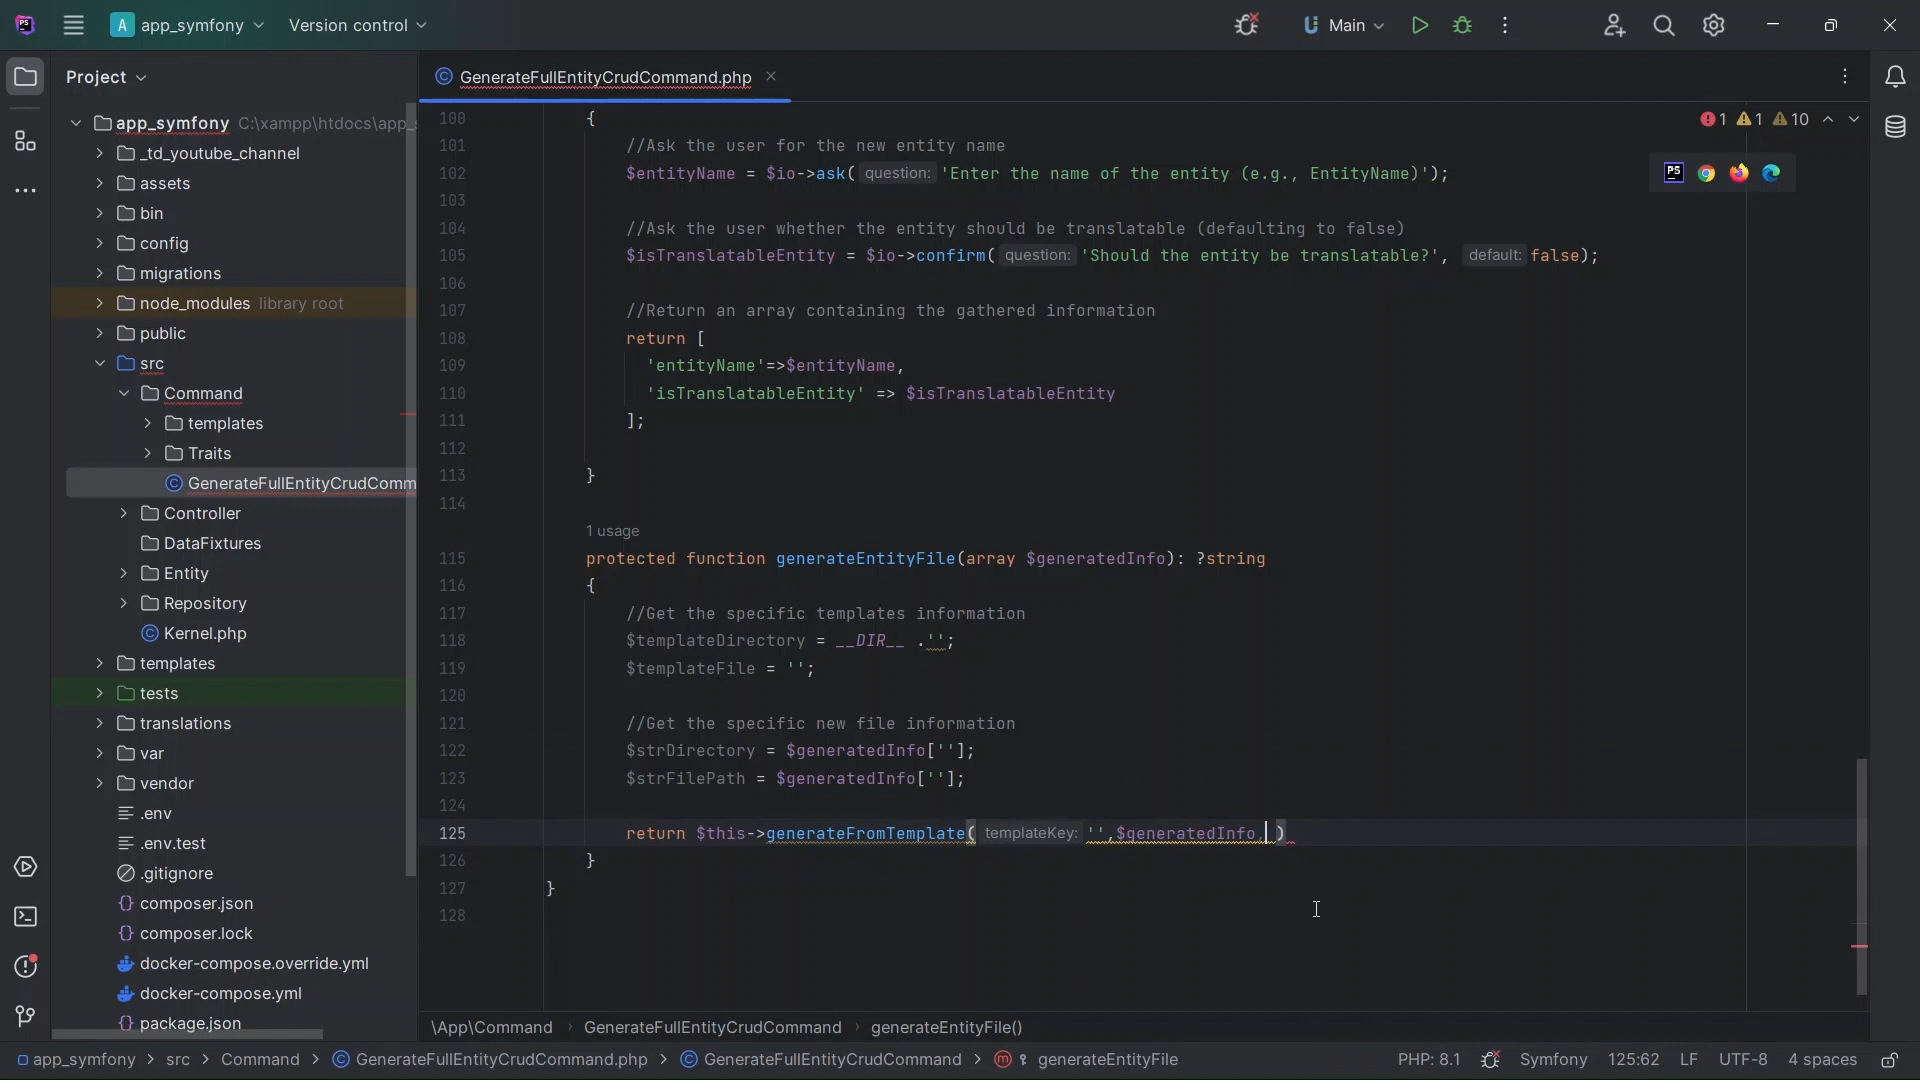 PS
A app_symfony
Version control
Main
Project
GenerateFullEntityCrudCommand.php
app_symfony C:\xampp\htdocs\app_s
_td_youtube_channel
assets
bin
config
migrations
node_modules library root
public
src
Command
templates
Traits
GenerateFullEntityCrudComm
Controller
DataFixtures
Entity
Repository
Kernel.php
templates
tests
translations
var
vendor
.env
.env.test
.gitignore
composer.json
composer.lock
docker-compose.override.yml
docker-compose.yml
package.json
1 1 10
PS
100 {
101 //Ask the user for the new entity name
102 $entityName = $io->ask( question: 'Enter the name of the entity (e.g., EntityName)');
103
104 //Ask the user whether the entity should be translatable (defaulting to false)
105 $isTranslatableEntity = $io->confirm( question: 'Should the entity be translatable?', default: false);
106
107 //Return an array containing the gathered information
108 return [
109 'entityName'=>$entityName,
110 'isTranslatableEntity' => $isTranslatableEntity
111 ];
112
113 }
114
1 usage
115 protected function generateEntityFile(array $generatedInfo): ?string
116 {
117 //Get the specific templates information
118 $templateDirectory = __DIR__ .'';
119 $templateFile = '';
120
121 //Get the specific new file information
122 $strDirectory = $generatedInfo[''];
123 $strFilePath = $generatedInfo[''];
124
125 return $this->generateFromTemplate( templateKey: '',$generatedInfo, )
126 }
127 }
128
\App\Command › GenerateFullEntityCrudCommand › generateEntityFile()
app_symfony > src > Command > GenerateFullEntityCrudCommand.php > GenerateFullEntityCrudCommand > m generateEntityFile
PHP: 8.1 Symfony 125:62 LF UTF-8 4 spaces